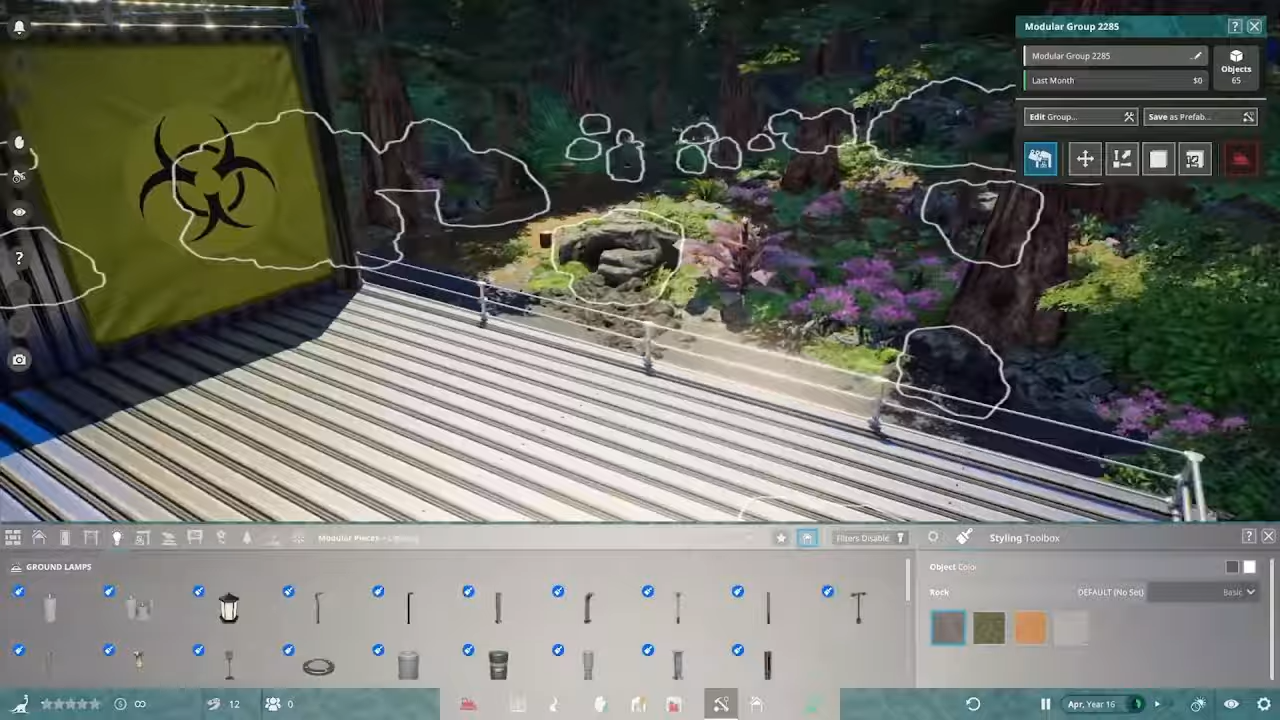 Modular Group 2285
?
Modular Group 2285
Objects
65
Last Month $0
Edit Group...
Save as Prefab...
?
Modular Pieces
Filters Disable
Styling Toolbox
?
GROUND LAMPS
Object Color
Rock
DEFAULT (No Set)
Basic
12
0
Apr, Year 16